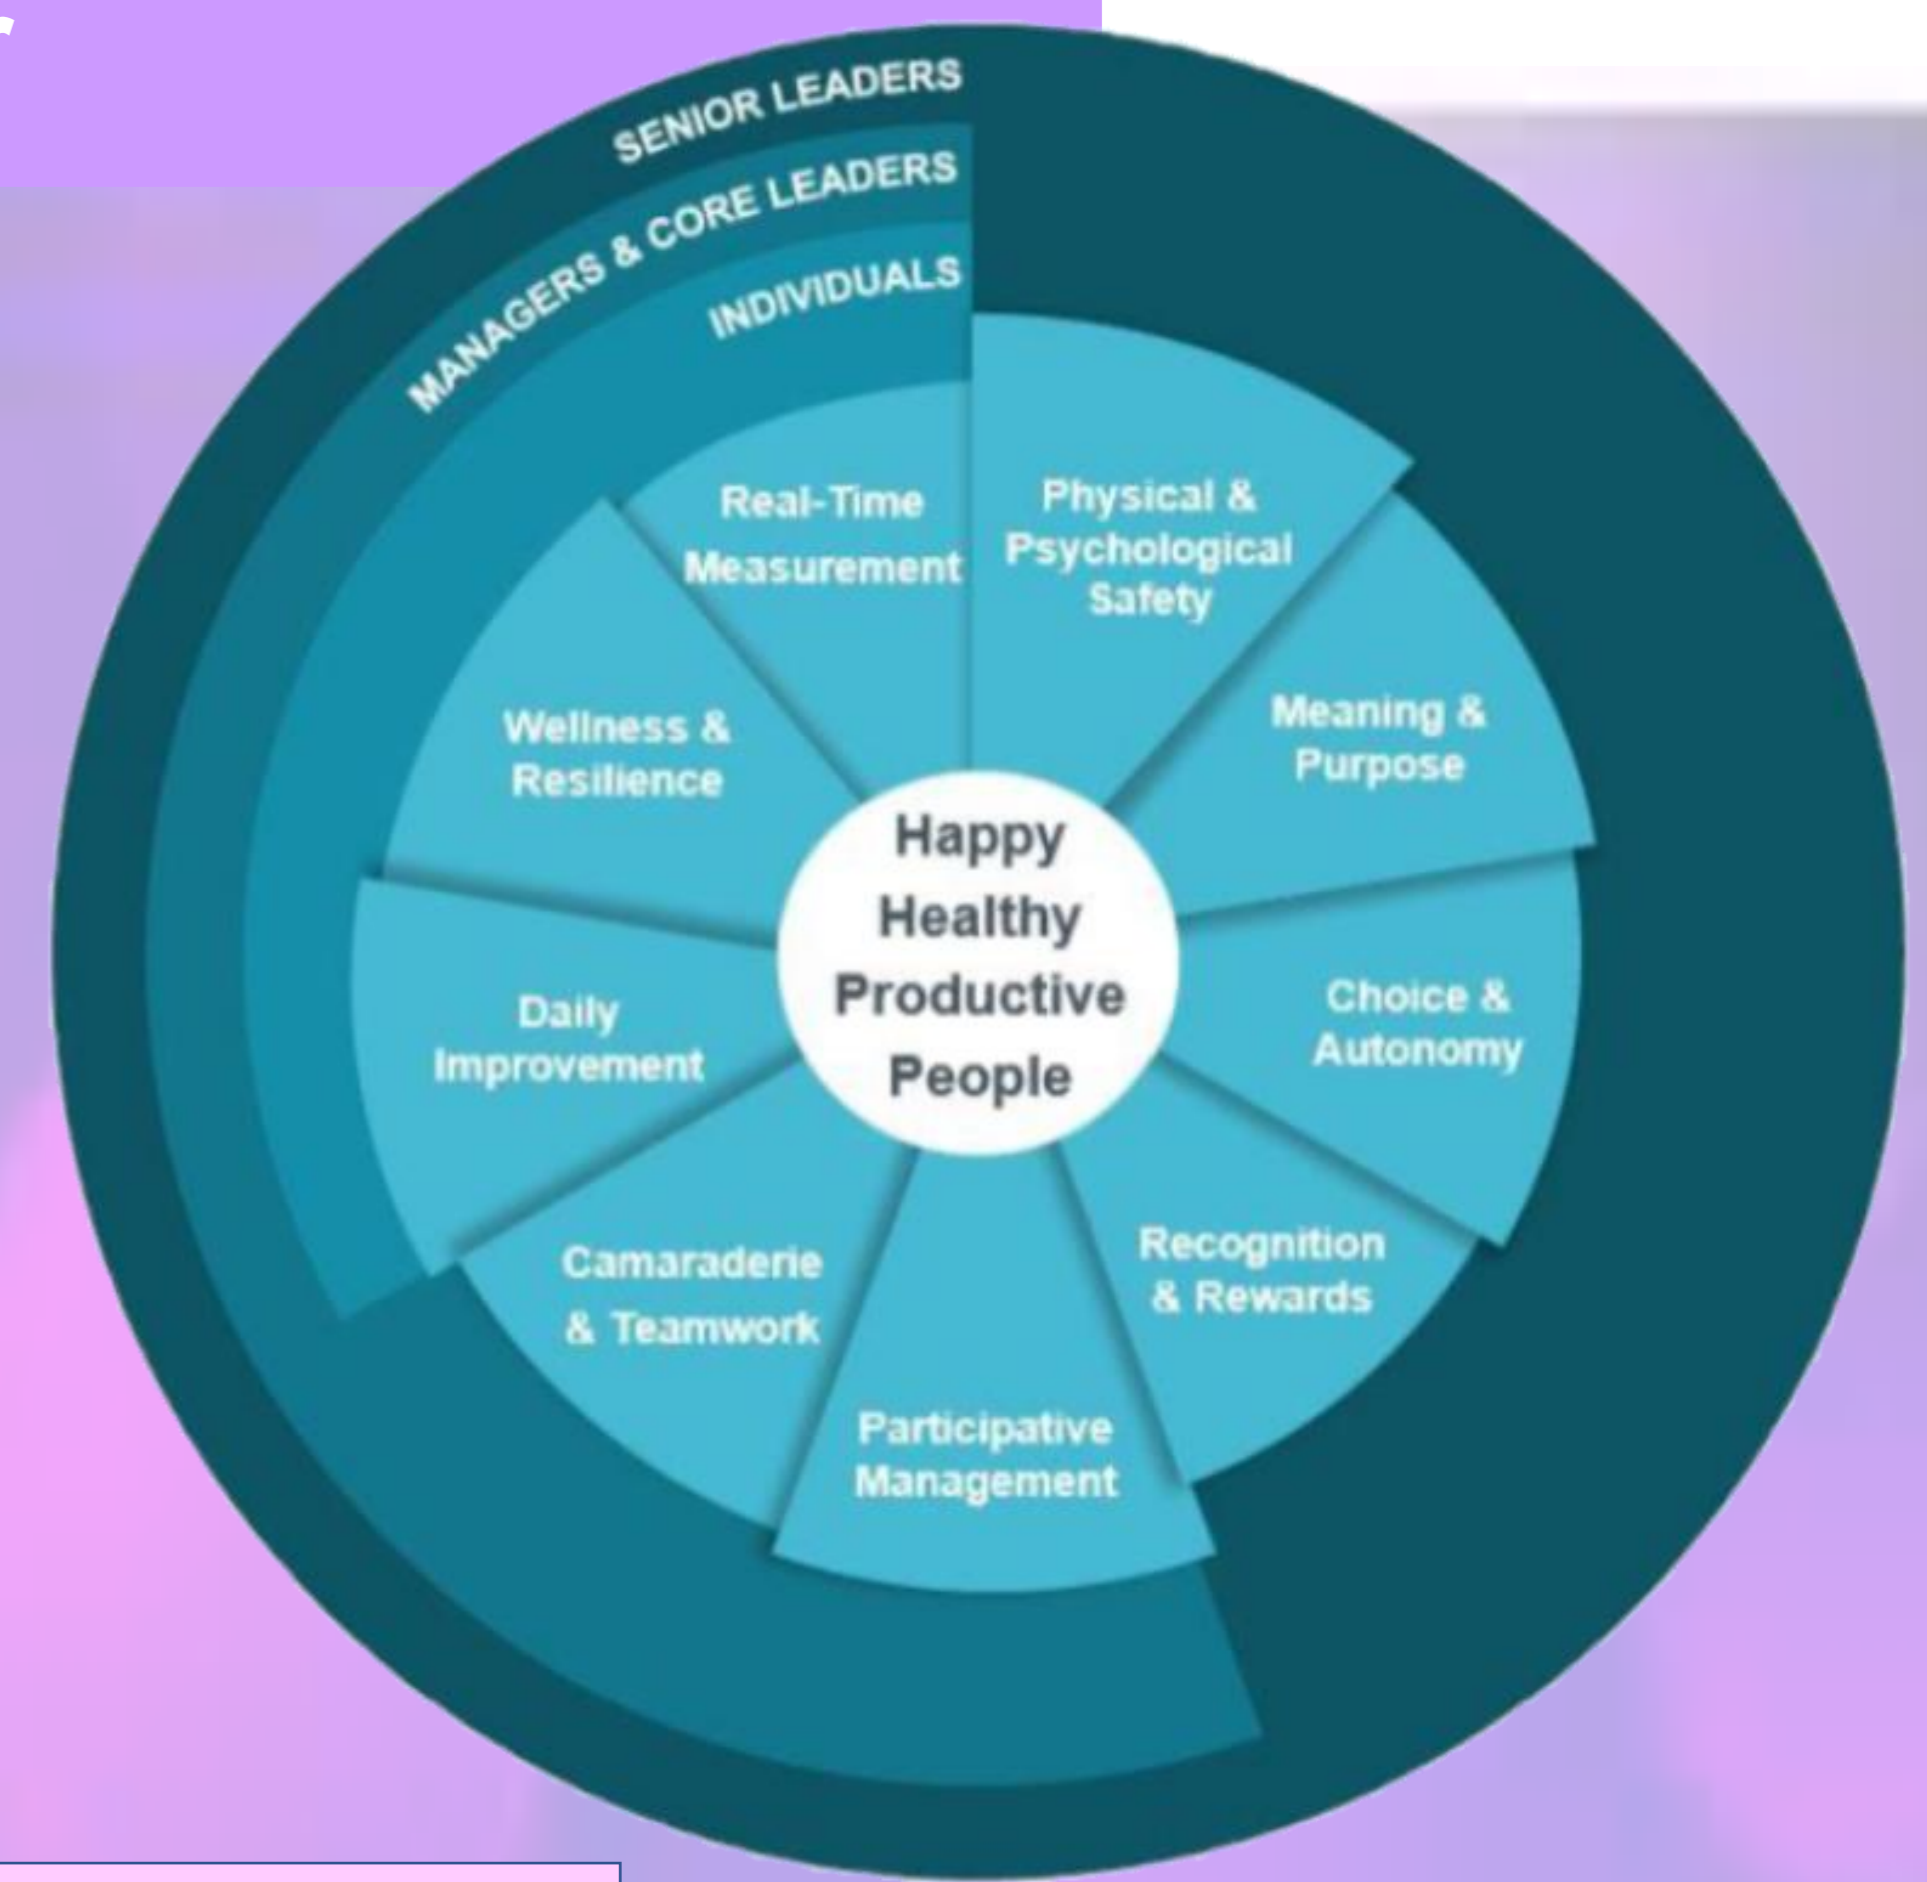 SENIOR LEADERS
MANAGERS & CORE LEADERS
INDIVIDUALS
Real-Time
Measurement
Physical &
Psychological
Safety
Meaning &
Purpose
Choice &
Autonomy
Recognition
& Rewards
Participative
Management
Camaraderie
& Teamwork
Daily
Improvement
Wellness &
Resilience
Happy
Healthy
Productive
People